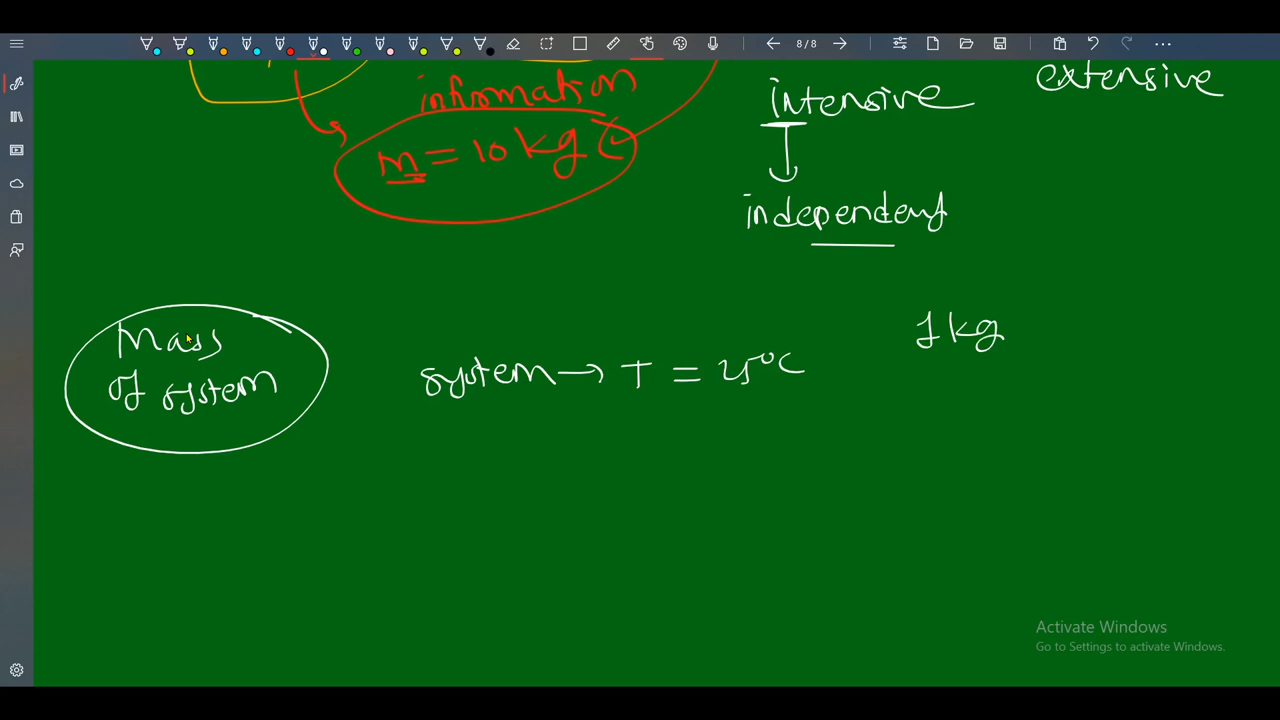 8/8
extensive
information
intensive
m = 10 kg
independent
Mass
of system
system → T = 25°C
1 kg
Activate Windows
Go to Settings to activate Windows.